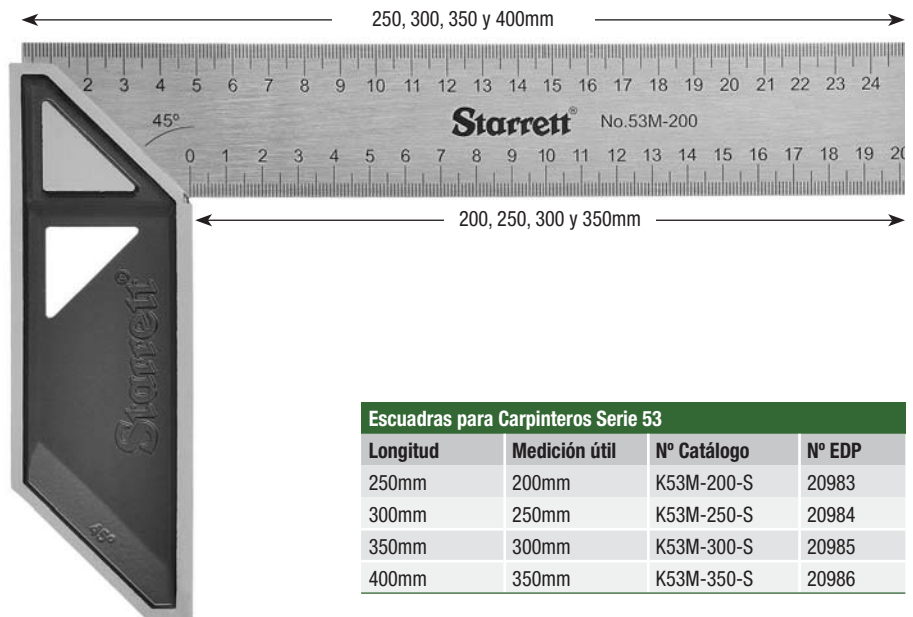 250, 300, 350 y 400mm
2 3 4 5 6 7 8 9 10 11 12 13 14 15 16 17 18 19 20 21 22 23 24
45º
Starrett® No.53M-200
0 1 2 3 4 5 6 7 8 9 10 11 12 13 14 15 16 17 18 19 20
200, 250, 300 y 350mm
Starrett®
45º
Escuadras para Carpinteros Serie 53
Longitud Medición útil Nº Catálogo Nº EDP
250mm 200mm K53M-200-S 20983
300mm 250mm K53M-250-S 20984
350mm 300mm K53M-300-S 20985
400mm 350mm K53M-350-S 20986